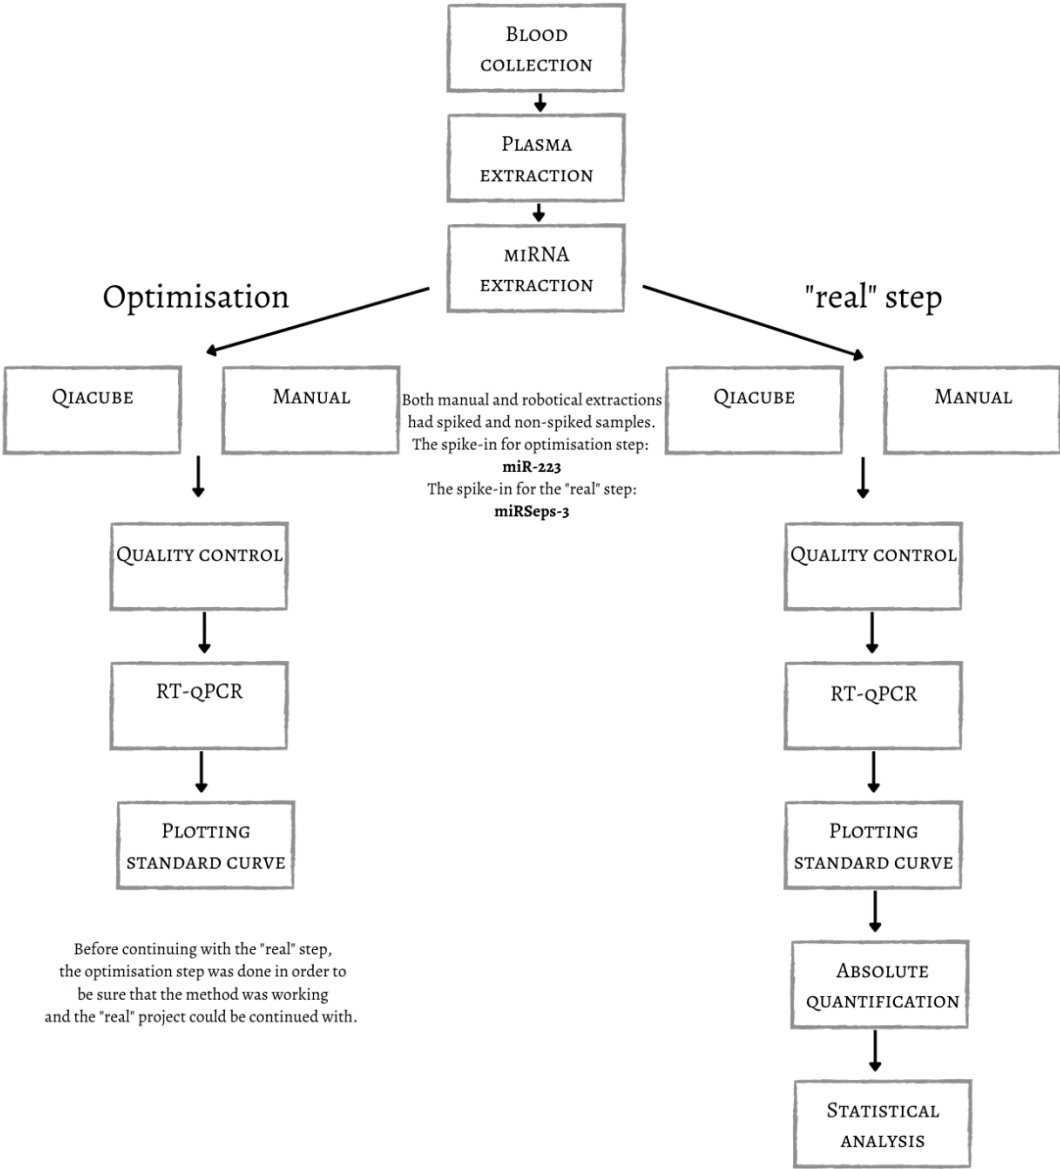 Blood
collection
Plasma
extraction
miRNA
extraction
Optimisation
"real" step
Qiacube
Manual
Both manual and robotical extractions
had spiked and non-spiked samples.
The spike-in for optimisation step:
miR-223
The spike-in for the "real" step:
miRSeps-3
Qiacube
Manual
Quality control
RT-qPCR
Plotting
standard curve
Before continuing with the "real" step,
the optimisation step was done in order to
be sure that the method was working
and the "real" project could be continued with.
Quality control
RT-qPCR
Plotting
standard curve
Absolute
quantification
Statistical
analysis